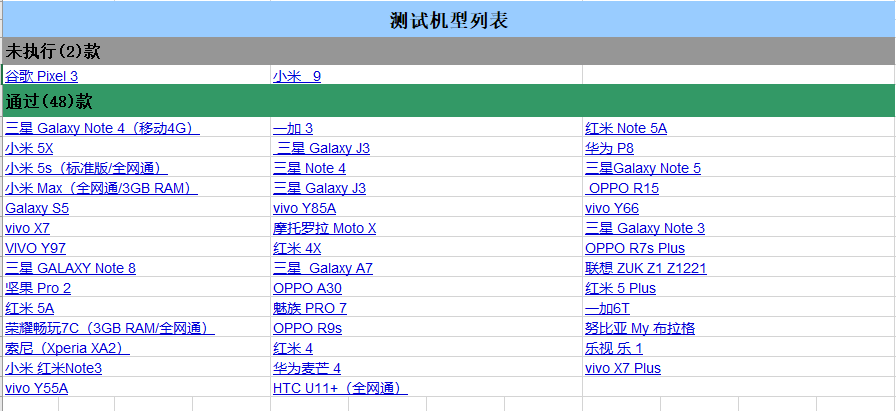 测试机型列表
未执行(2)款
谷歌 Pixel 3 小米 9
通过(48)款
三星 Galaxy Note 4（移动4G） 一加 3 红米 Note 5A
小米 5X 三星 Galaxy J3 华为 P8
小米 5s（标准版/全网通） 三星 Note 4 三星Galaxy Note 5
小米 Max（全网通/3GB RAM） 三星 Galaxy J3 OPPO R15
Galaxy S5 vivo Y85A vivo Y66
vivo X7 摩托罗拉 Moto X 三星 Galaxy Note 3
VIVO Y97 红米 4X OPPO R7s Plus
三星 GALAXY Note 8 三星 Galaxy A7 联想 ZUK Z1 Z1221
坚果 Pro 2 OPPO A30 红米 5 Plus
红米 5A 魅族 PRO 7 一加6T
荣耀畅玩7C（3GB RAM/全网通） OPPO R9s 努比亚 My 布拉格
索尼（Xperia XA2） 红米 4 乐视 乐 1
小米 红米Note3 华为麦芒 4 vivo X7 Plus
vivo Y55A HTC U11+（全网通）